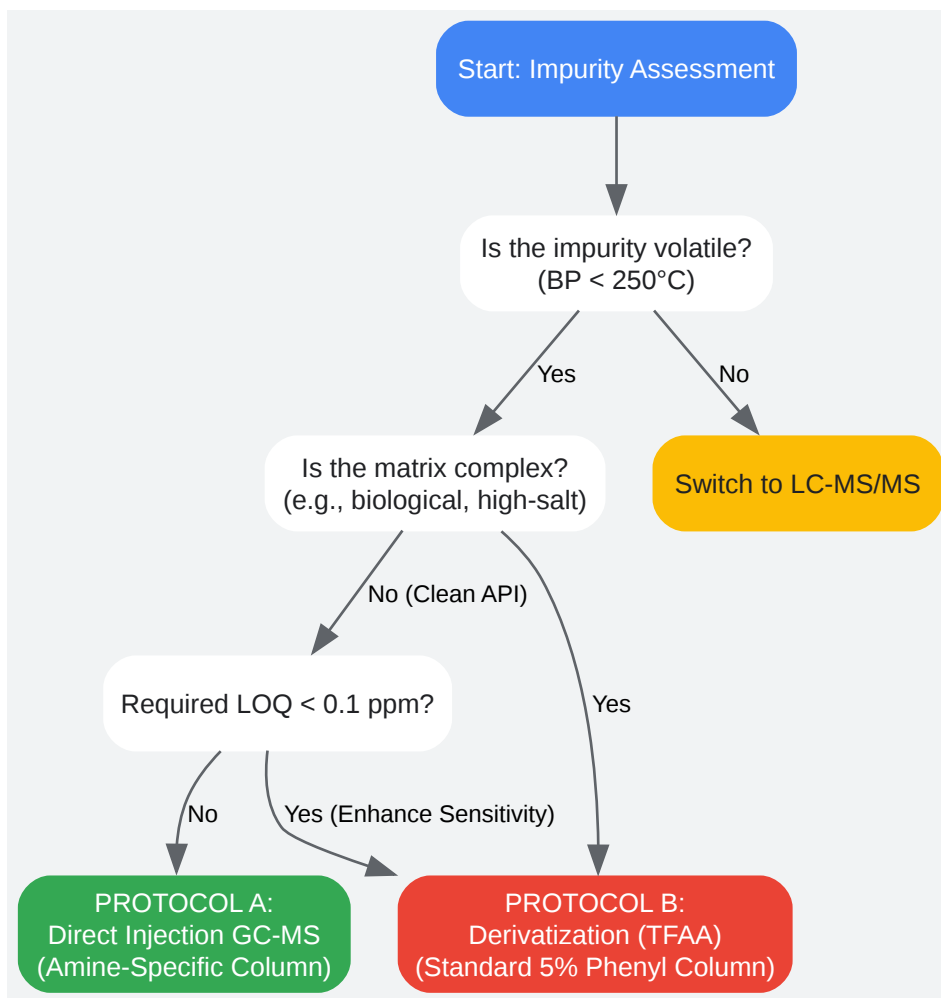 Start: Impurity Assessment
Is the impurity volatile?
(BP < 250°C)
Yes
No
Is the matrix complex?
(e.g., biological, high-salt)
Switch to LC-MS/MS
No (Clean API)
Required LOQ < 0.1 ppm?
Yes
No
Yes (Enhance Sensitivity)
PROTOCOL A:
Direct Injection GC-MS
(Amine-Specific Column)
PROTOCOL B:
Derivatization (TFAA)
(Standard 5% Phenyl Column)